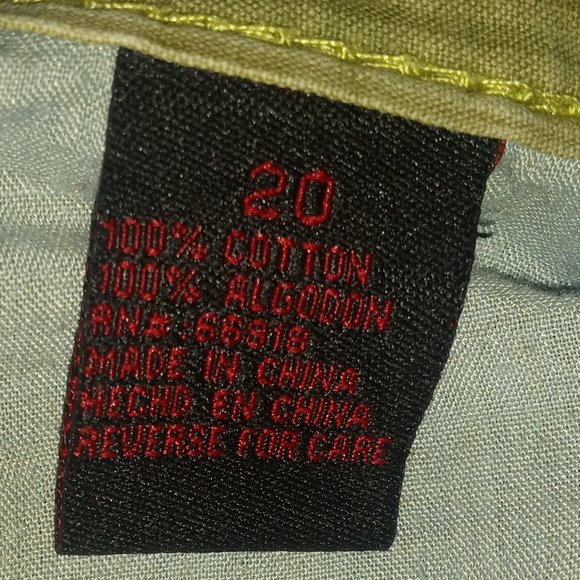 20
100% COTTON
100% ALGODON
RN#:66318
MADE IN CHINA
HECHO EN CHINA
REVERSE FOR CARE